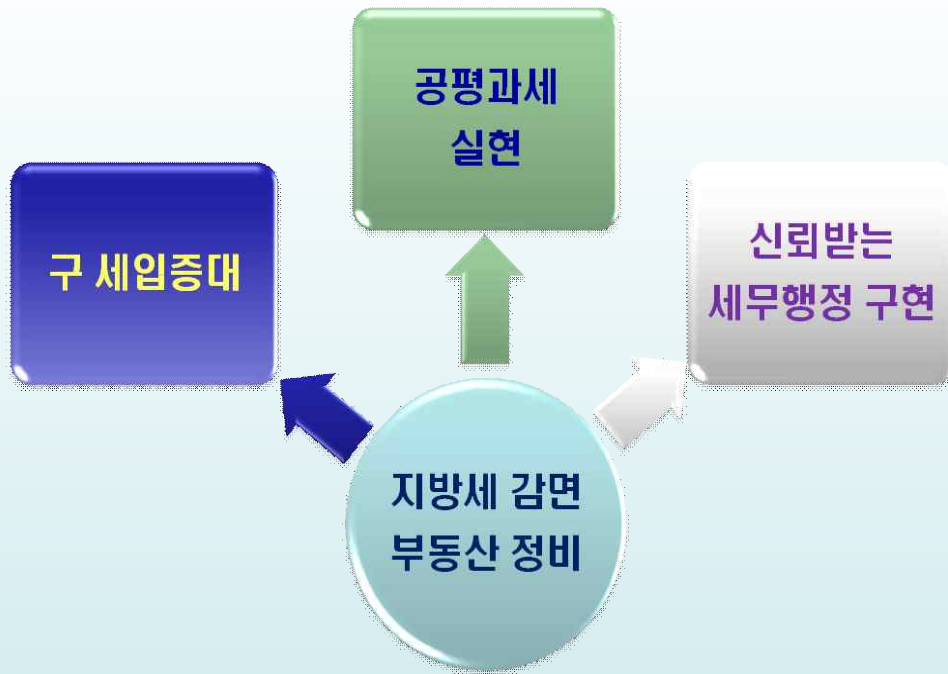 공평과세
실현
구 세입증대
신뢰받는
세무행정 구현
지방세 감면
부동산 정비